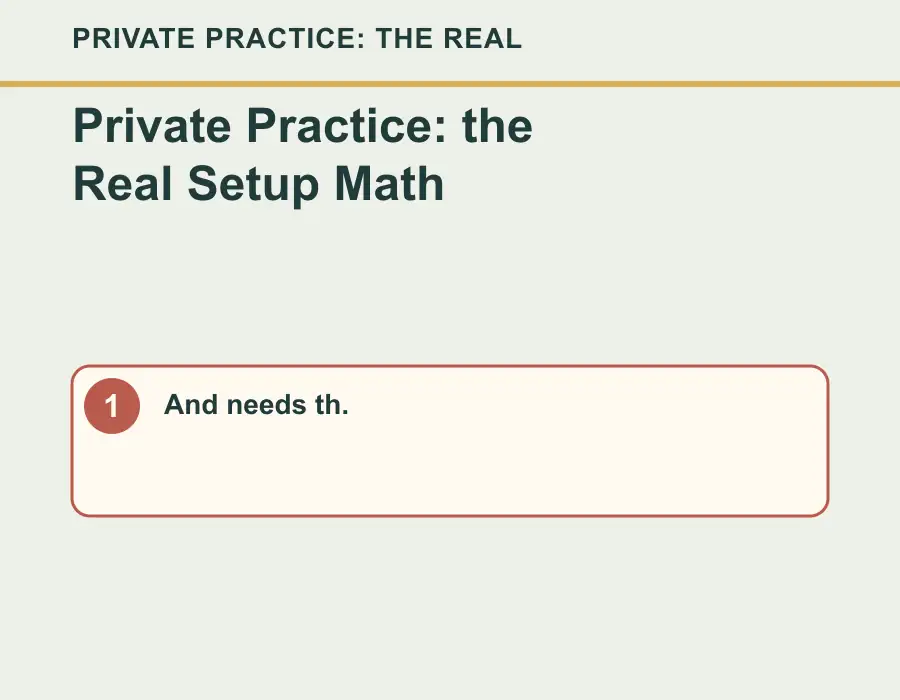 PRIVATE PRACTICE: THE REAL
Private Practice: the
Real Setup Math
1
And needs th.